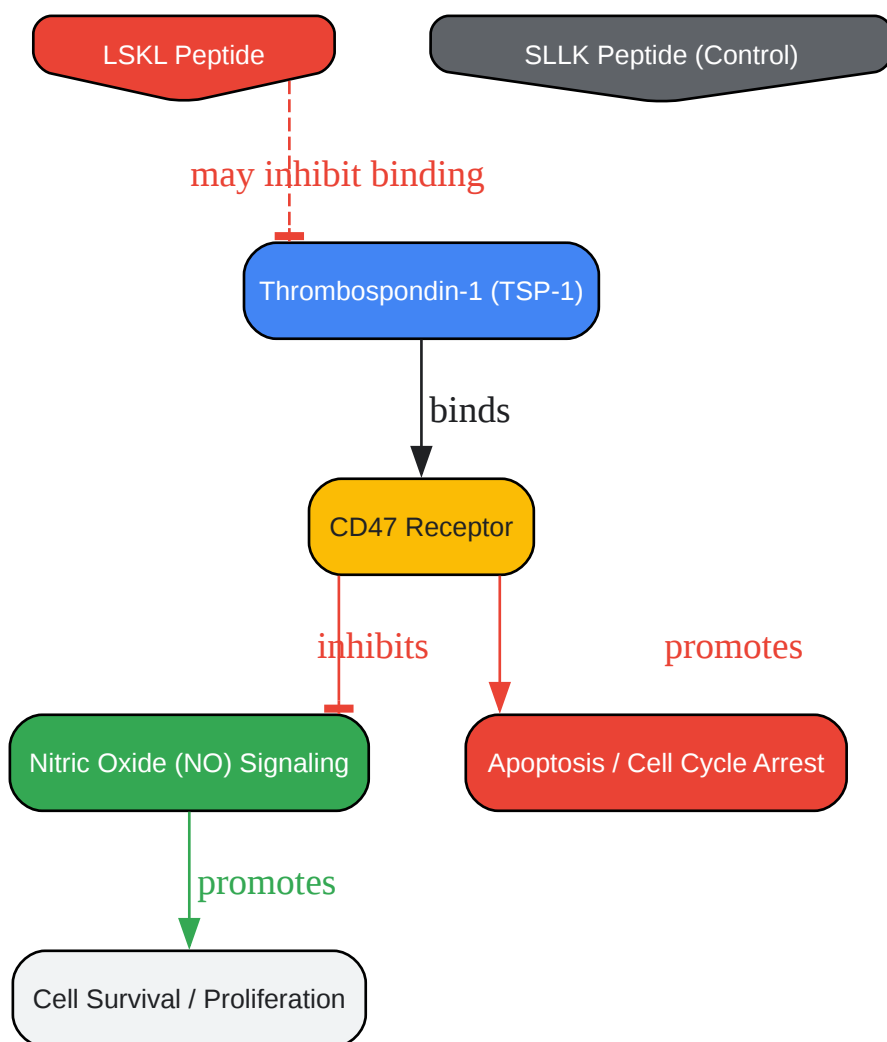 LSKL Peptide
SLLK Peptide (Control)
may inhibit binding
Thrombospondin-1 (TSP-1)
binds
CD47 Receptor
inhibits
promotes
Nitric Oxide (NO) Signaling
Apoptosis / Cell Cycle Arrest
promotes
Cell Survival / Proliferation